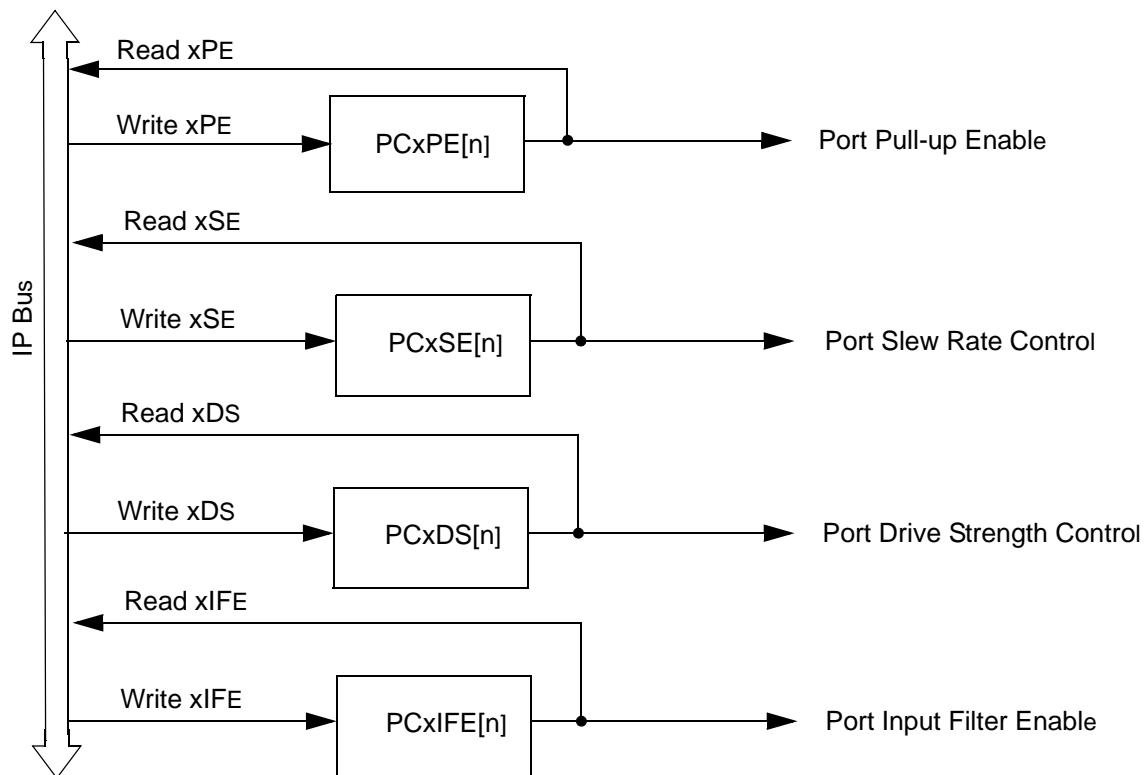 Read xPE
Write xPE
PCxPE[n]
Port Pull-up Enable
Read xSE
IP Bus
Write xSE
PCxSE[n]
Port Slew Rate Control
Read xDS
Write xDS
PCxDS[n]
Port Drive Strength Control
Read xIFE
Write xIFE
PCxIFE[n]
Port Input Filter Enable